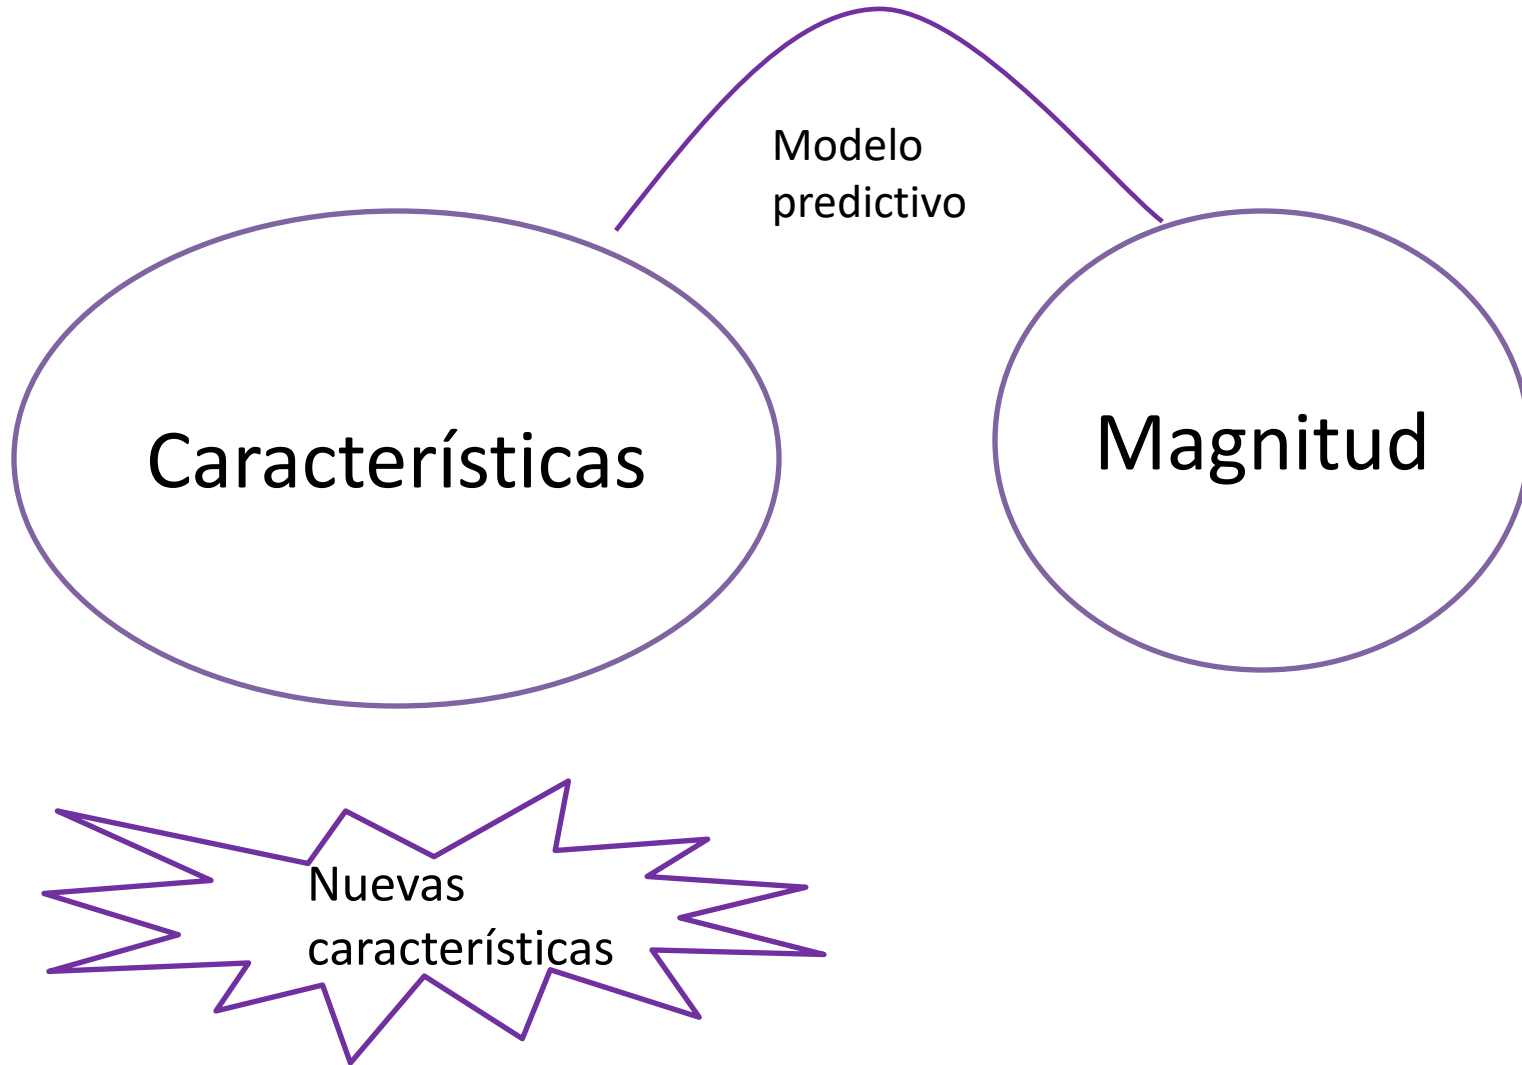 Modelo
predictivo
Características
Magnitud
Nuevas
características